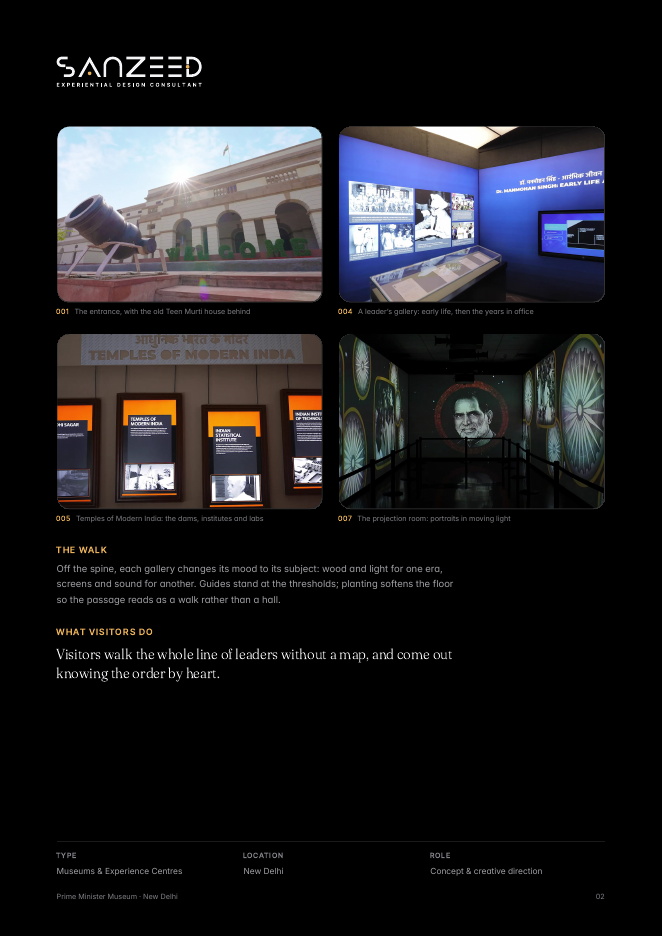 SANZEED
EXPERIENTIAL DESIGN CONSULTANT
WELCOME
डॉ. मनमोहन सिंह - आरंभिक जीवन
Dr. MANMOHAN SINGH: EARLY LIFE
001 The entrance, with the old Teen Murti house behind
004 A leader's gallery: early life, then the years in office
आधुनिक भारत के मंदिर
TEMPLES OF MODERN INDIA
HI SAGAR
TEMPLES OF
MODERN INDIA
INDIAN
STATISTICAL
INSTITUTE
INDIAN INSTI
OF TECHNOLO
005 Temples of Modern India: the dams, institutes and labs
007 The projection room: portraits in moving light
THE WALK
Off the spine, each gallery changes its mood to its subject: wood and light for one era,
screens and sound for another. Guides stand at the thresholds; planting softens the floor
so the passage reads as a walk rather than a hall.
WHAT VISITORS DO
Visitors walk the whole line of leaders without a map, and come out
knowing the order by heart.
TYPE
Museums & Experience Centres
LOCATION
New Delhi
ROLE
Concept & creative direction
Prime Minister Museum · New Delhi
02